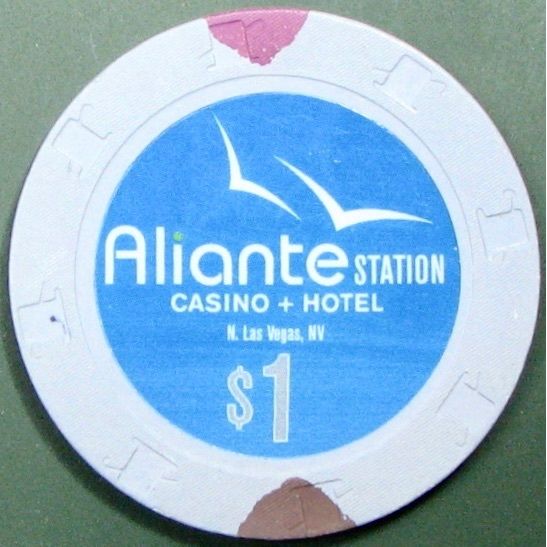 Aliante STATION
CASINO + HOTEL
N. Las Vegas, NV
$1